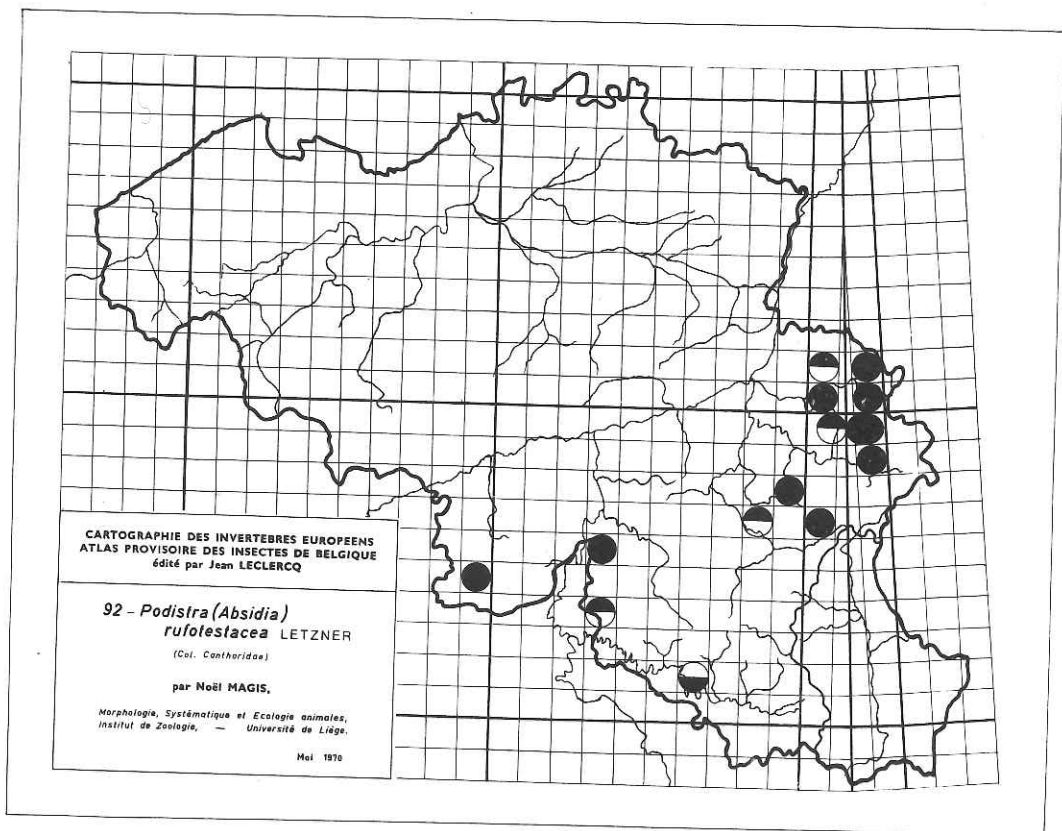 CARTOGRAPHIE DES INVERTEBRES EUROPEENS
ATLAS PROVISOIRE DES INSECTES DE BELGIQUE
édité par Jean LECLERCQ
92 – Podistra (Absidia)
rufotestacea LETZNER
(Col. Cantharidae)
par Noël MAGIS,
Morphologie, Systématique et Ecologie animales,
Institut de Zoologie, — Université de Liège.
Mai 1970